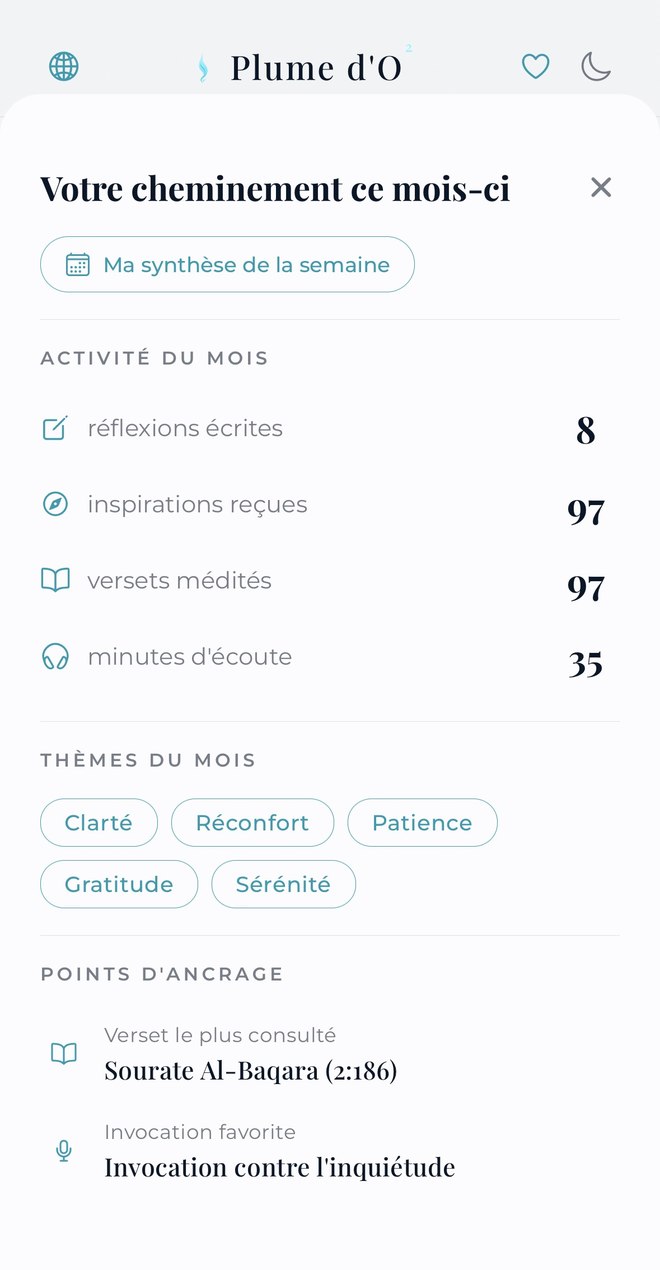 Plume d'O²
Votre cheminement ce mois-ci
Ma synthèse de la semaine
ACTIVITÉ DU MOIS
réflexions écrites 8
inspirations reçues 97
versets médités 97
minutes d'écoute 35
THÈMES DU MOIS
Clarté Réconfort Patience
Gratitude Sérénité
POINTS D'ANCRAGE
Verset le plus consulté
Sourate Al-Baqara (2:186)
Invocation favorite
Invocation contre l'inquiétude